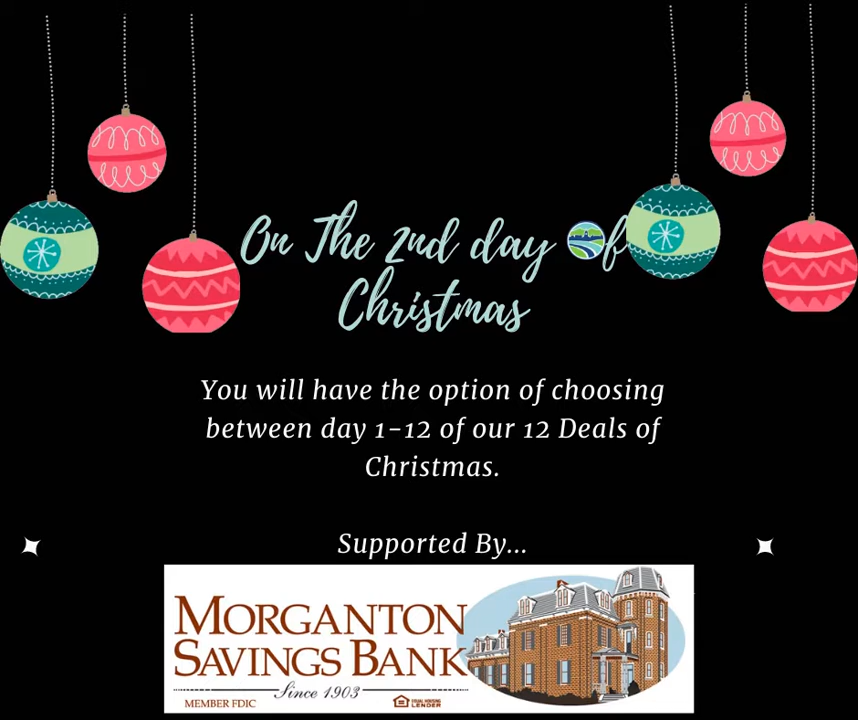 On The 2nd day Of
Christmas
You will have the option of choosing
between day 1-12 of our 12 Deals of
Christmas.
Supported By...
MORGANTON
SAVINGS BANK
Since 1903
MEMBER FDIC
EQUAL HOUSING
LENDER